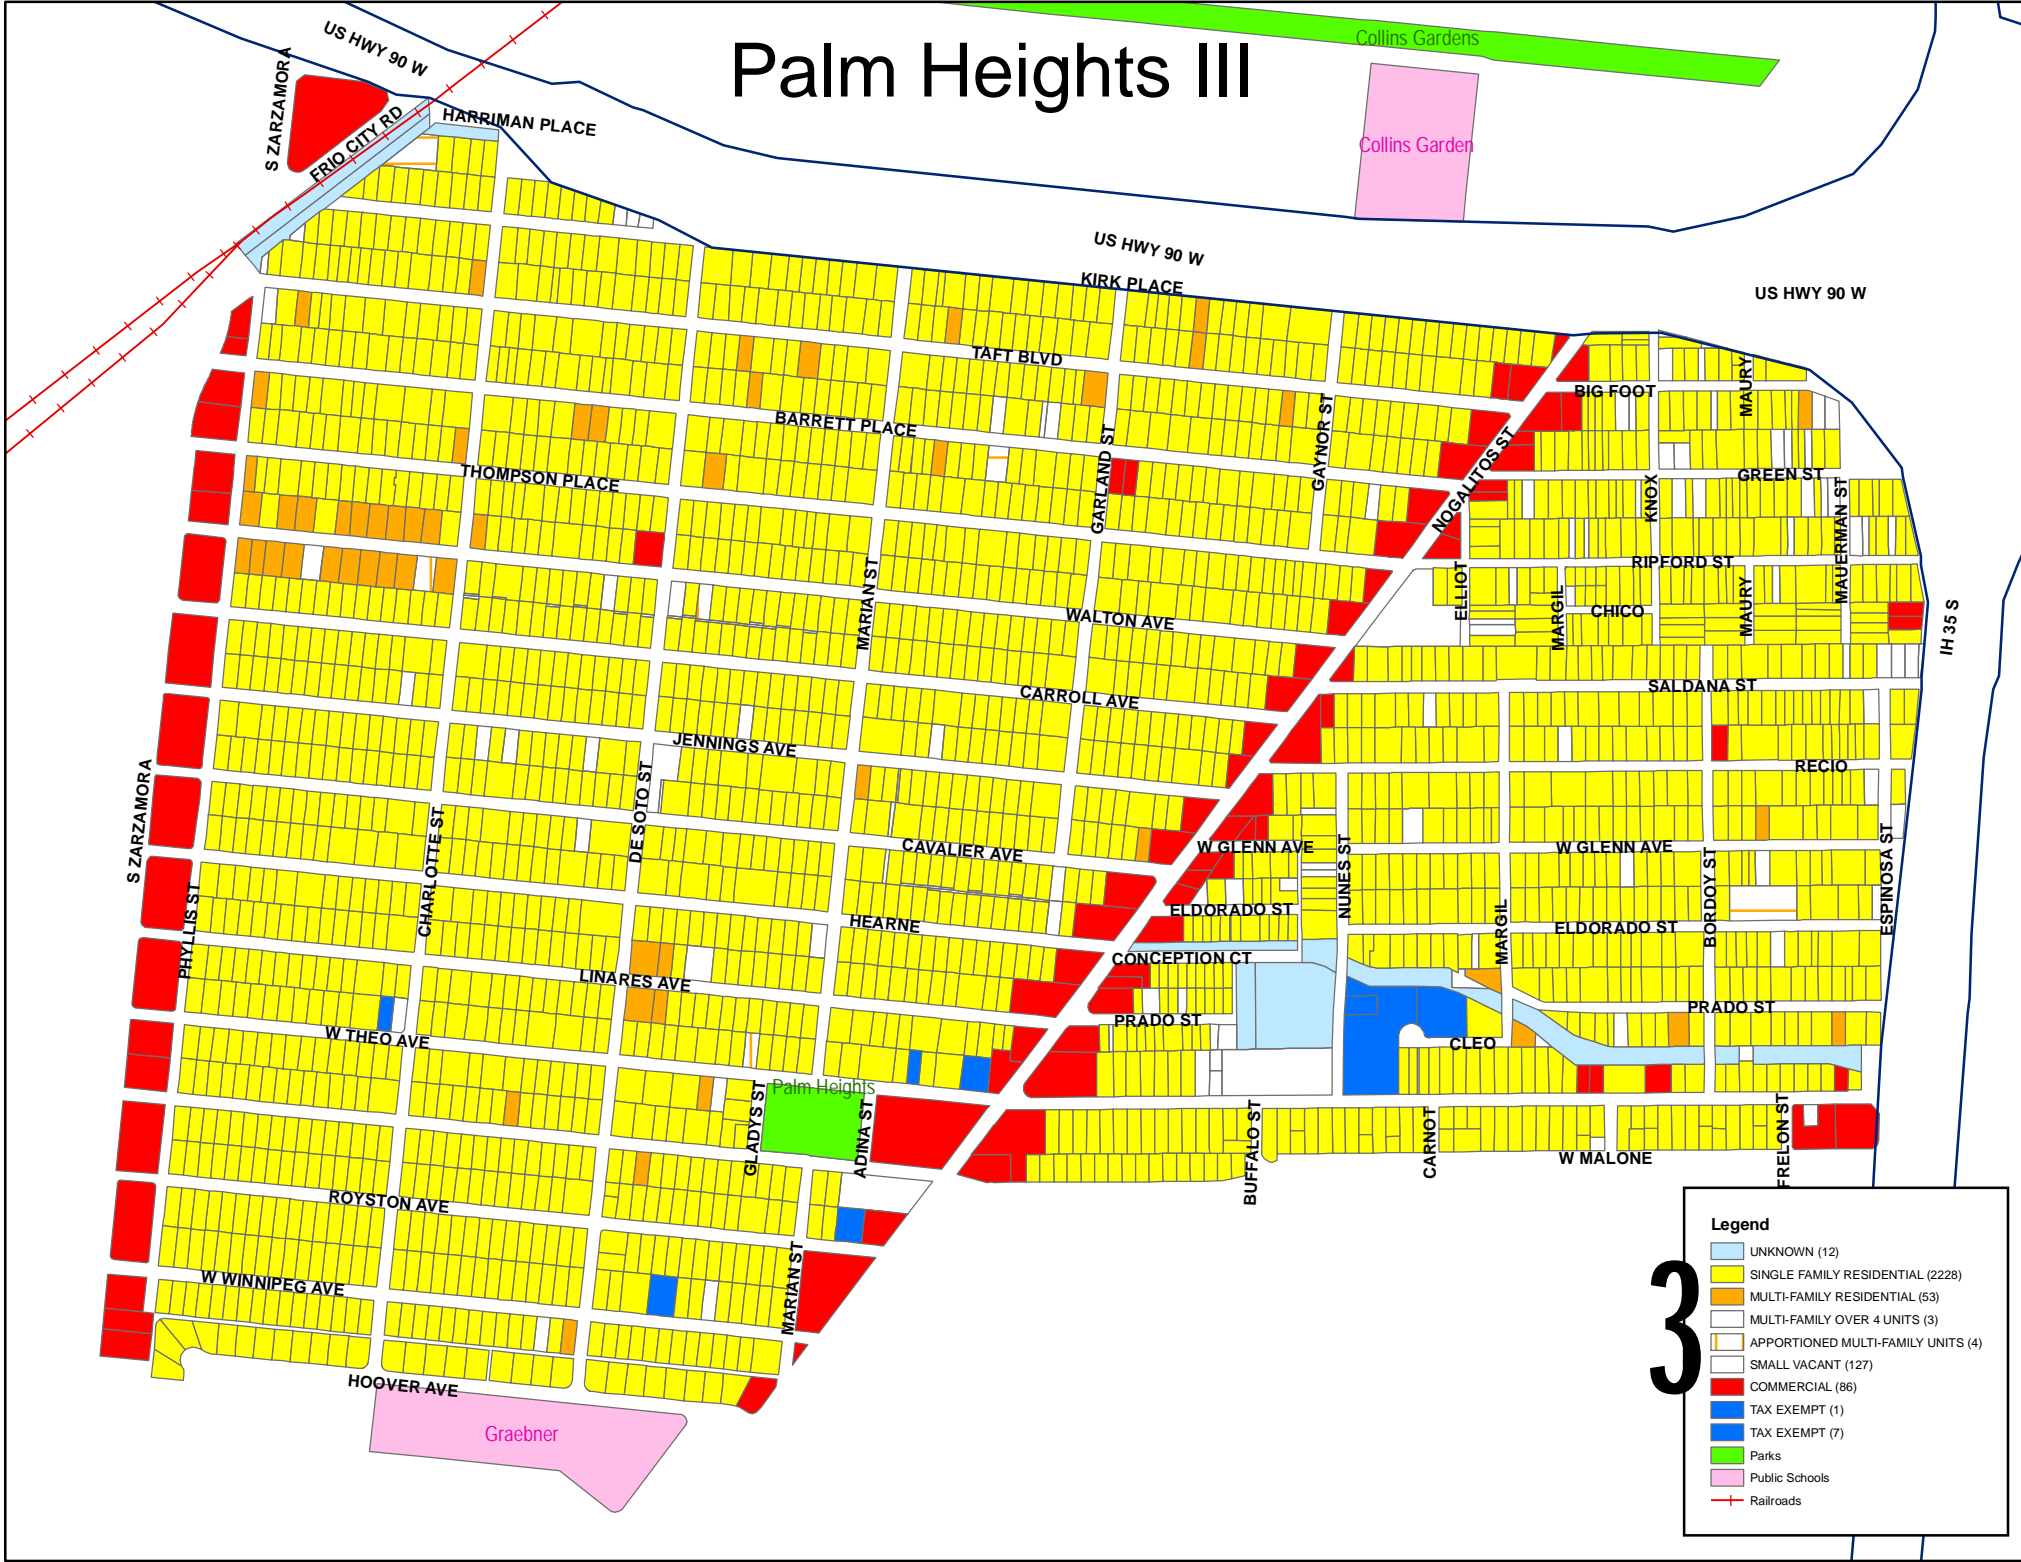 US HWY 90 W
Collins Gardens
Palm Heights III
S ZARZAMORA
FRIO CITY RD
HARRIMAN PLACE
Collins Garden
US HWY 90 W
KIRK PLACE
US HWY 90 W
TAFT BLVD
BARRETT PLACE
THOMPSON PLACE
BIG FOOT
MAURY
GAYNOR ST
GARLAND ST
NOGALITOS ST
GREEN ST
KNOX
MAUERMAN ST
RIPFORD ST
MARIAN ST
WALTON AVE
ELLIOT
MARGIL
CHICO
MAURY
IH 35 S
CARROLL AVE
SALDANA ST
JENNINGS AVE
RECIO
S ZARZAMORA
DE SOTO ST
CHARLOTTE ST
CAVALIER AVE
W GLENN AVE
W GLENN AVE
NUNES ST
BORDOY ST
ESPINOSA ST
PHYLLIS ST
HEARNE
ELDORADO ST
MARGIL
ELDORADO ST
LINARES AVE
CONCEPTION CT
PRADO ST
PRADO ST
W THEO AVE
CLEO
Palm Heights
GLADYS ST
ADINA ST
BUFFALO ST
CARNOT
W MALONE
FRELON ST
ROYSTON AVE
MARIAN ST
W WINNIPEG AVE
HOOVER AVE
Graebner
3
Legend
UNKNOWN (12)
SINGLE FAMILY RESIDENTIAL (2228)
MULTI-FAMILY RESIDENTIAL (53)
MULTI-FAMILY OVER 4 UNITS (3)
APPORTIONED MULTI-FAMILY UNITS (4)
SMALL VACANT (127)
COMMERCIAL (86)
TAX EXEMPT (1)
TAX EXEMPT (7)
Parks
Public Schools
Railroads